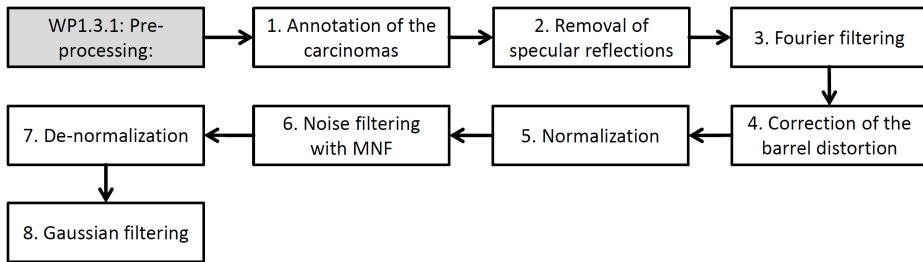 WP1.3.1: Pre-
processing:
1. Annotation of the
carcinomas
2. Removal of
specular reflections
3. Fourier filtering
4. Correction of the
barrel distortion
5. Normalization
6. Noise filtering
with MNF
7. De-normalization
8. Gaussian filtering